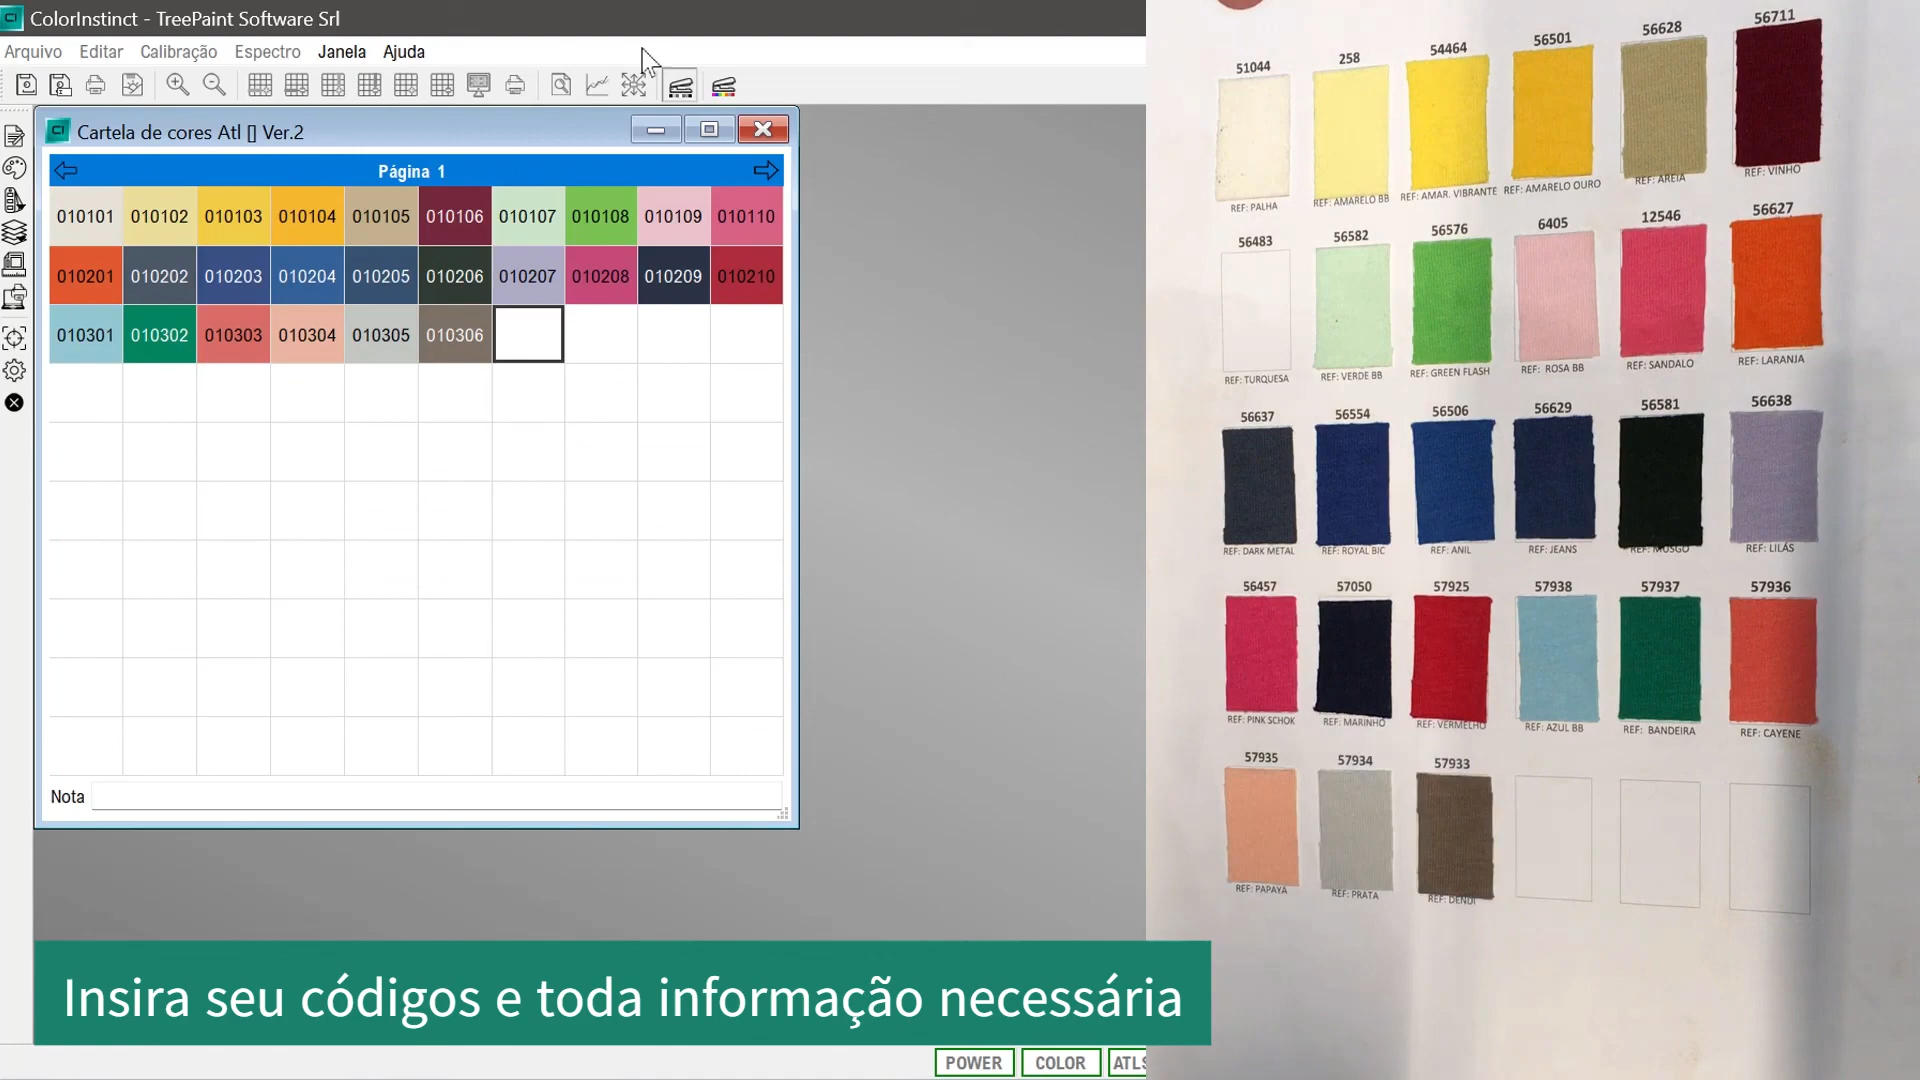 ColorInstinct - TreePaint Software Srl
Arquivo Editar Calibração Espectro Janela Ajuda
Cartela de cores Atl [] Ver.2
Página 1
010101 010102 010103 010104 010105 010106 010107 010108 010109 010110
010201 010202 010203 010204 010205 010206 010207 010208 010209 010210
010301 010302 010303 010304 010305 010306
Nota
Insira seu códigos e toda informação necessária
POWER COLOR
51044 258 54464 56501 56628 56711
REF: PALHA REF: AMARELO BB REF: AMAR. VIBRANTE REF: AMARELO OURO REF: AREIA REF: VINHO
56483 56582 56576 6405 12546 56627
REF: TURQUESA REF: VERDE BB REF: GREEN FLASH REF: ROSA BB REF: SANDALO REF: LARANJA
56637 56554 56506 56629 56581 56638
REF: DARK METAL REF: ROYAL BIC REF: ANIL REF: JEANS REF: MUSGO REF: LILÁS
56457 57050 57925 57938 57937 57936
REF: PINK SCHOK REF: MARINHO REF: VERMELHO REF: AZUL BB REF: BANDEIRA REF: CAYENE
57935 57934 57933
REF: PAPAYA REF: PRATA REF: DENDI